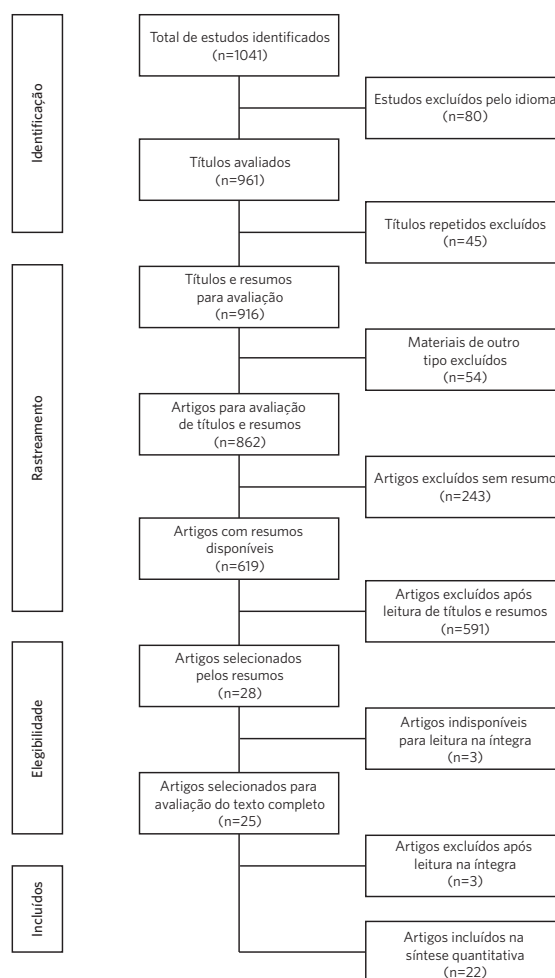 Identificação
Total de estudos identificados
(n=1041)
Estudos excluídos pelo idioma
(n=80)
Títulos avaliados
(n=961)
Títulos repetidos excluídos
(n=45)
Rastreamento
Títulos e resumos
para avaliação
(n=916)
Materiais de outro
tipo excluídos
(n=54)
Artigos para avaliação
de títulos e resumos
(n=862)
Artigos excluídos sem resumo
(n=243)
Artigos com resumos
disponíveis
(n=619)
Artigos excluídos após
leitura de títulos e resumos
(n=591)
Elegibilidade
Artigos selecionados
pelos resumos
(n=28)
Artigos indisponíveis
para leitura na íntegra
(n=3)
Artigos selecionados para
avaliação do texto completo
(n=25)
Artigos excluídos após
leitura na íntegra
(n=3)
Incluídos
Artigos incluídos na
síntese quantitativa
(n=22)